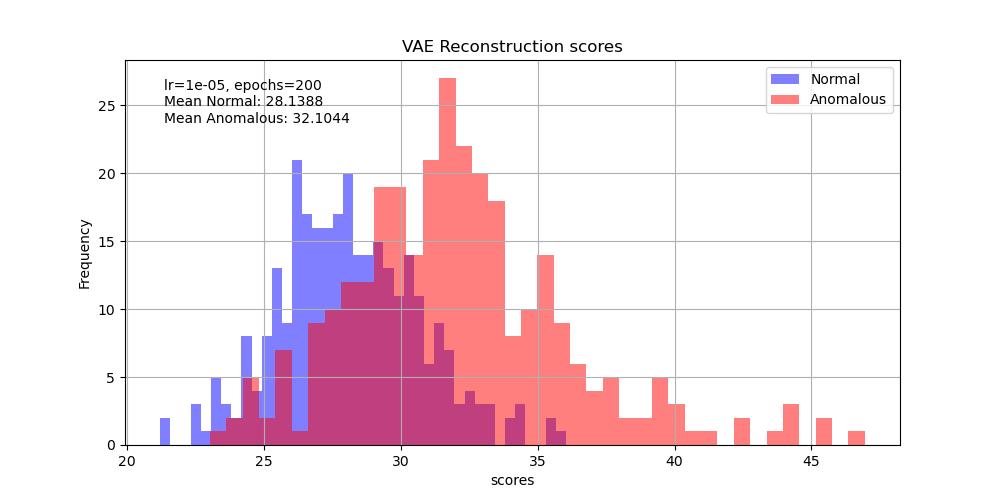 VAE Reconstruction scores
lr=1e-05, epochs=200
Mean Normal: 28.1388
Mean Anomalous: 32.1044
Normal
Anomalous
Frequency
25
20
15
10
5
0
20 25 30 35 40 45
scores